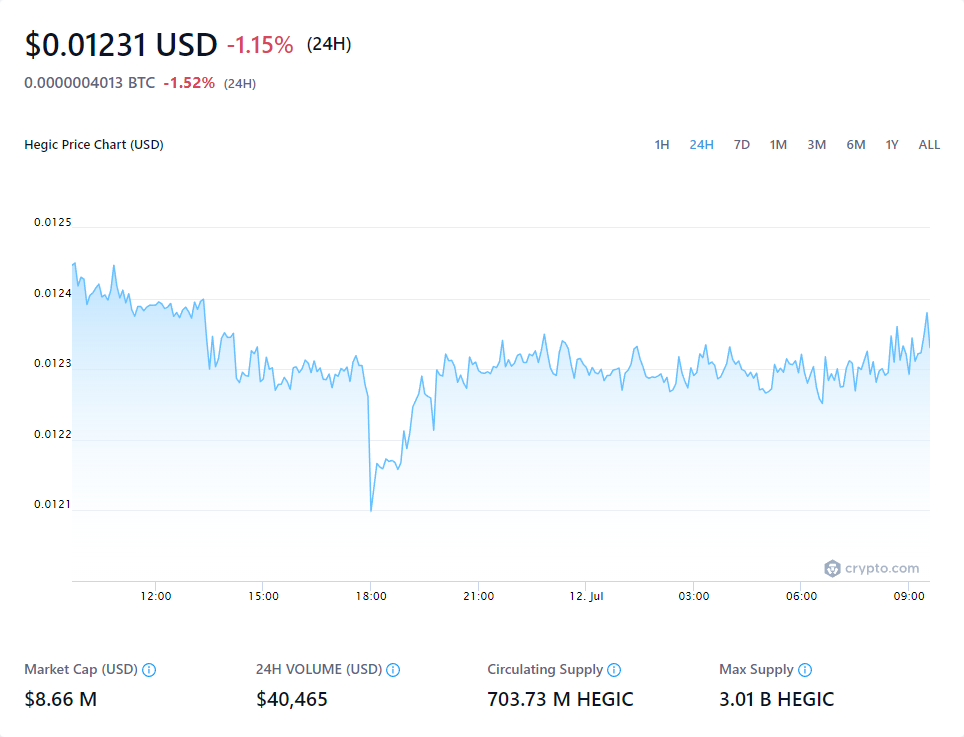 $0.01231 USD -1.15% (24H)
0.0000004013 BTC -1.52% (24H)
Hegic Price Chart (USD) 1H 24H 7D 1M 3M 6M 1Y ALL
0.0125
0.0124
0.0123
0.0122
0.0121
crypto.com
12:00 15:00 18:00 21:00 12. Jul 03:00 06:00 09:00
Market Cap (USD) 24H VOLUME (USD) Circulating Supply Max Supply
$8.66 M $40,465 703.73 M HEGIC 3.01 B HEGIC